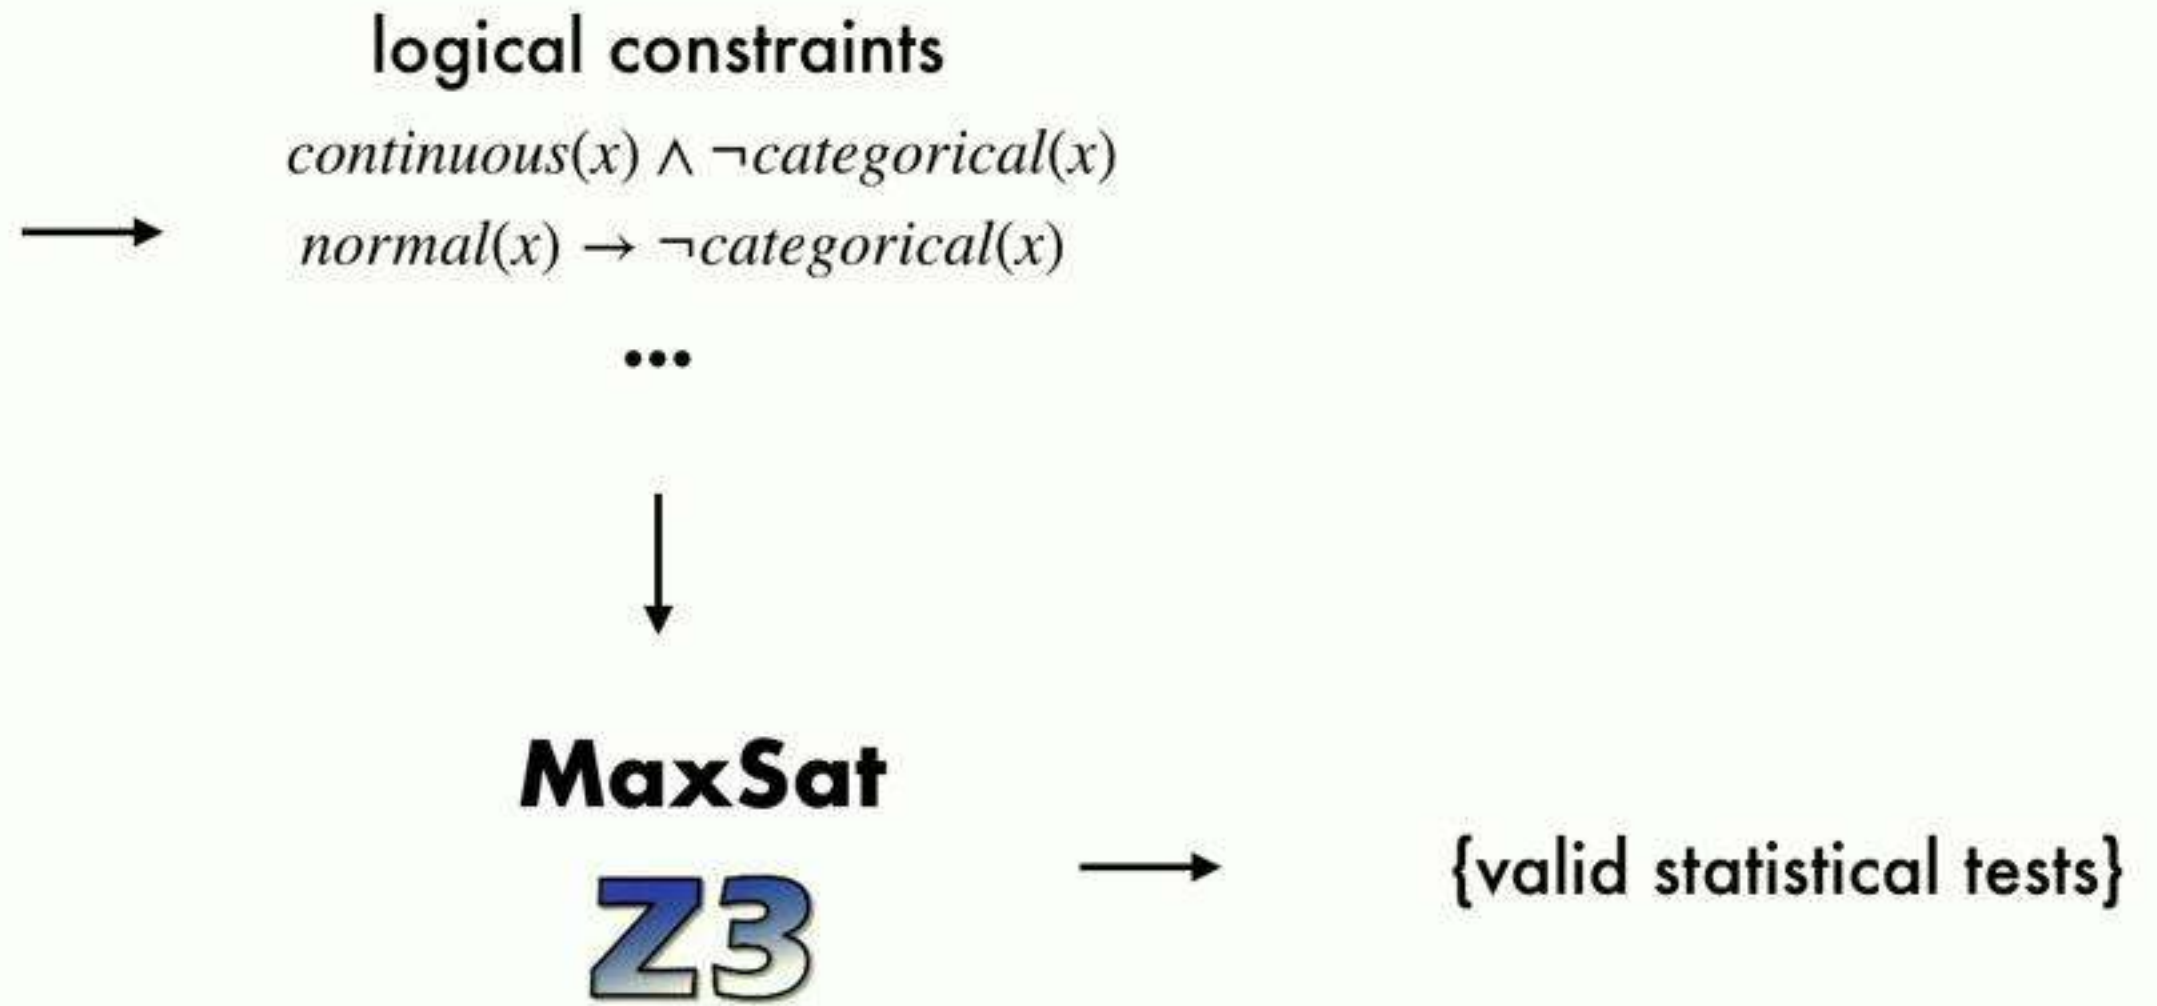 logical constraints
continuous(x) ∧ ¬categorical(x)
normal(x) → ¬categorical(x)
•••
MaxSat
Z3
{valid statistical tests}